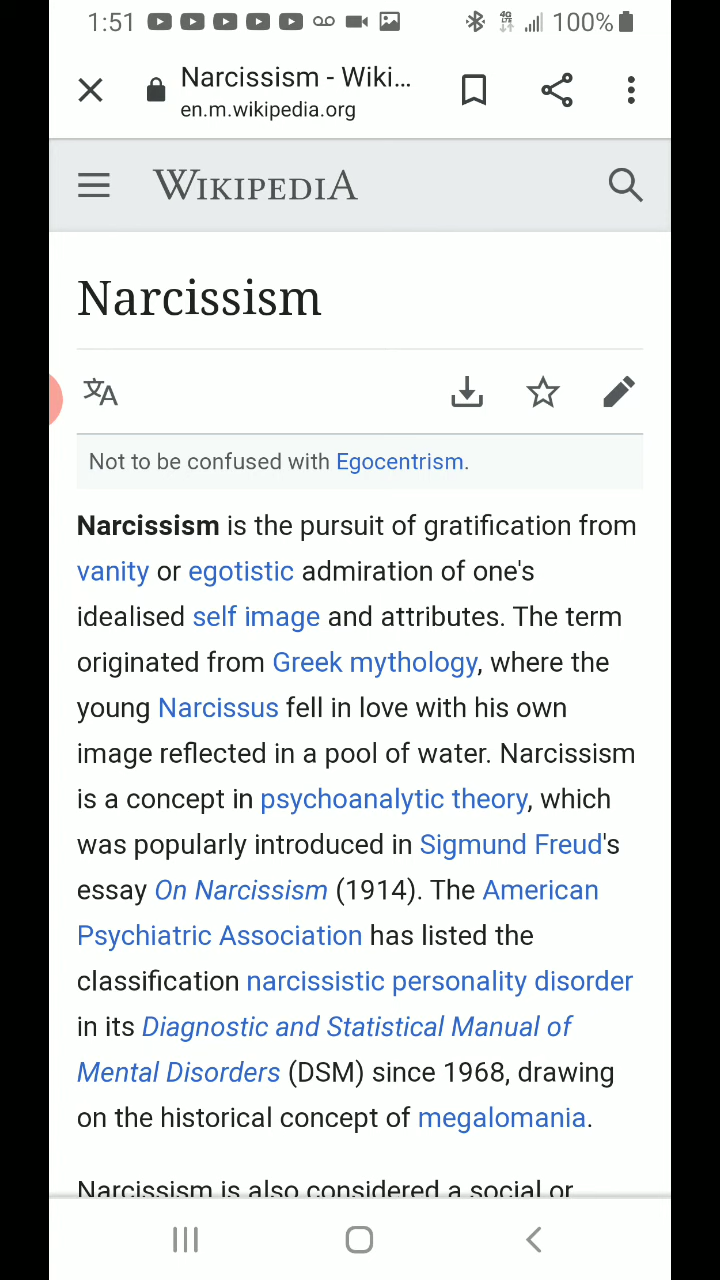 1:51 4G LTE 100%
Narcissism - Wiki...
en.m.wikipedia.org
WIKIPEDIA
Narcissism
文A
Not to be confused with Egocentrism.
Narcissism is the pursuit of gratification from
vanity or egotistic admiration of one's
idealised self image and attributes. The term
originated from Greek mythology, where the
young Narcissus fell in love with his own
image reflected in a pool of water. Narcissism
is a concept in psychoanalytic theory, which
was popularly introduced in Sigmund Freud's
essay On Narcissism (1914). The American
Psychiatric Association has listed the
classification narcissistic personality disorder
in its Diagnostic and Statistical Manual of
Mental Disorders (DSM) since 1968, drawing
on the historical concept of megalomania.
Narcissism is also considered a social or